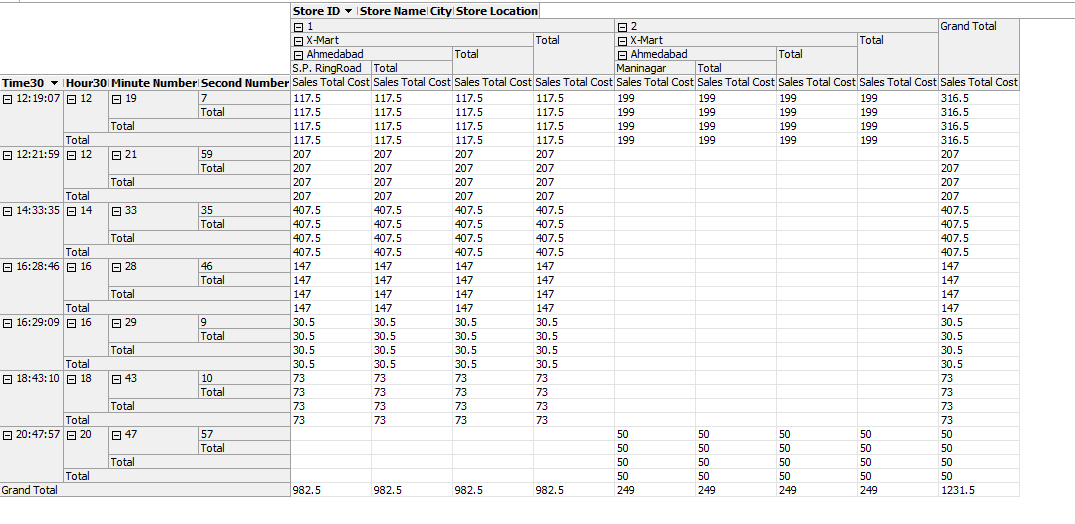 Store ID Store Name City Store Location
1 2 Grand Total
X-Mart Total X-Mart Total
Ahmedabad Total Ahmedabad Total
S.P. RingRoad Total Maninagar Total
Time30 Hour30 Minute Number Second Number Sales Total Cost Sales Total Cost Sales Total Cost Sales Total Cost Sales Total Cost Sales Total Cost Sales Total Cost Sales Total Cost Sales Total Cost
12:19:07 12 19 7 117.5 117.5 117.5 117.5 199 199 199 199 316.5
Total 117.5 117.5 117.5 117.5 199 199 199 199 316.5
Total 117.5 117.5 117.5 117.5 199 199 199 199 316.5
Total 117.5 117.5 117.5 117.5 199 199 199 199 316.5
12:21:59 12 21 59 207 207 207 207 207
Total 207 207 207 207 207
Total 207 207 207 207 207
Total 207 207 207 207 207
14:33:35 14 33 35 407.5 407.5 407.5 407.5 407.5
Total 407.5 407.5 407.5 407.5 407.5
Total 407.5 407.5 407.5 407.5 407.5
Total 407.5 407.5 407.5 407.5 407.5
16:28:46 16 28 46 147 147 147 147 147
Total 147 147 147 147 147
Total 147 147 147 147 147
Total 147 147 147 147 147
16:29:09 16 29 9 30.5 30.5 30.5 30.5 30.5
Total 30.5 30.5 30.5 30.5 30.5
Total 30.5 30.5 30.5 30.5 30.5
Total 30.5 30.5 30.5 30.5 30.5
18:43:10 18 43 10 73 73 73 73 73
Total 73 73 73 73 73
Total 73 73 73 73 73
Total 73 73 73 73 73
20:47:57 20 47 57 50 50 50 50 50
Total 50 50 50 50 50
Total 50 50 50 50 50
Total 50 50 50 50 50
Grand Total 982.5 982.5 982.5 982.5 249 249 249 249 1231.5